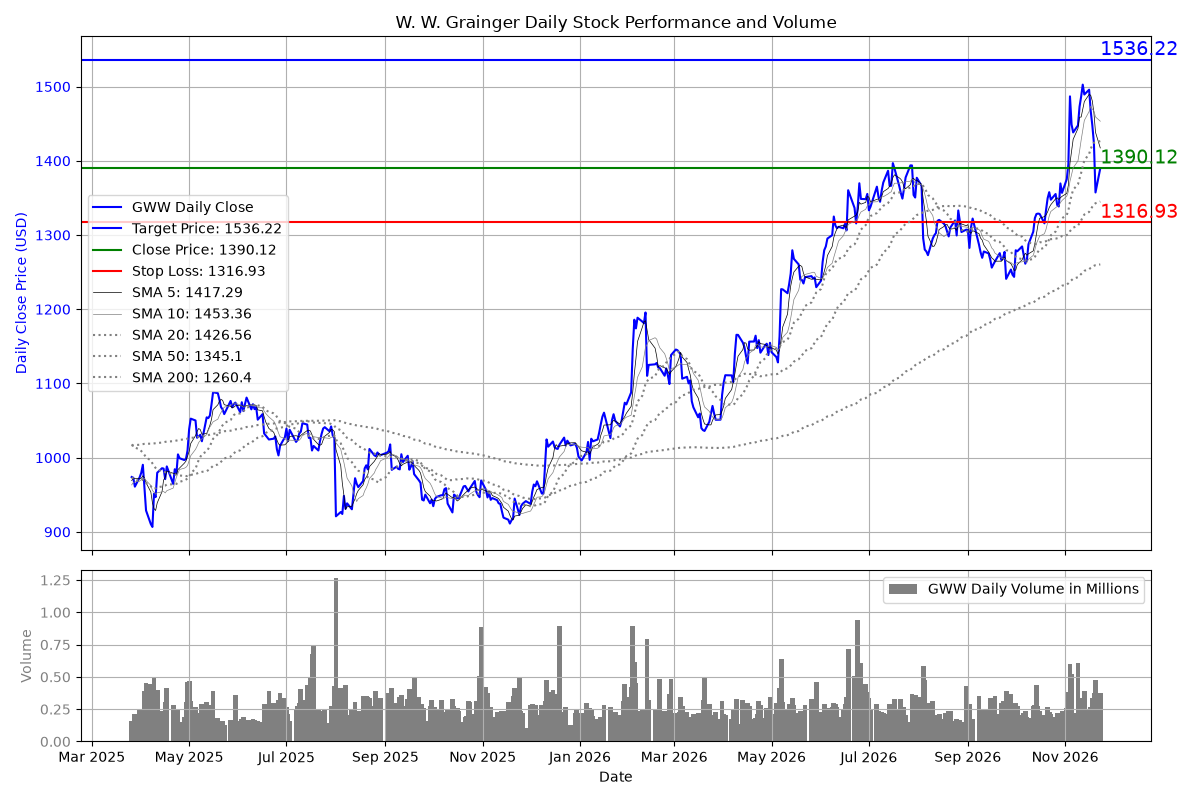 W. W. Grainger Daily Stock Performance and Volume
1536.22
1390.12
1316.93
Daily Close Price (USD)
1500
1400
1300
1200
1100
1000
900
GWW Daily Close
Target Price: 1536.22
Close Price: 1390.12
Stop Loss: 1316.93
SMA 5: 1417.29
SMA 10: 1453.36
SMA 20: 1426.56
SMA 50: 1345.1
SMA 200: 1260.4
Volume
1.25
1.00
0.75
0.50
0.25
0.00
GWW Daily Volume in Millions
Mar 2025 May 2025 Jul 2025 Sep 2025 Nov 2025 Jan 2026 Mar 2026 May 2026 Jul 2026 Sep 2026 Nov 2026
Date